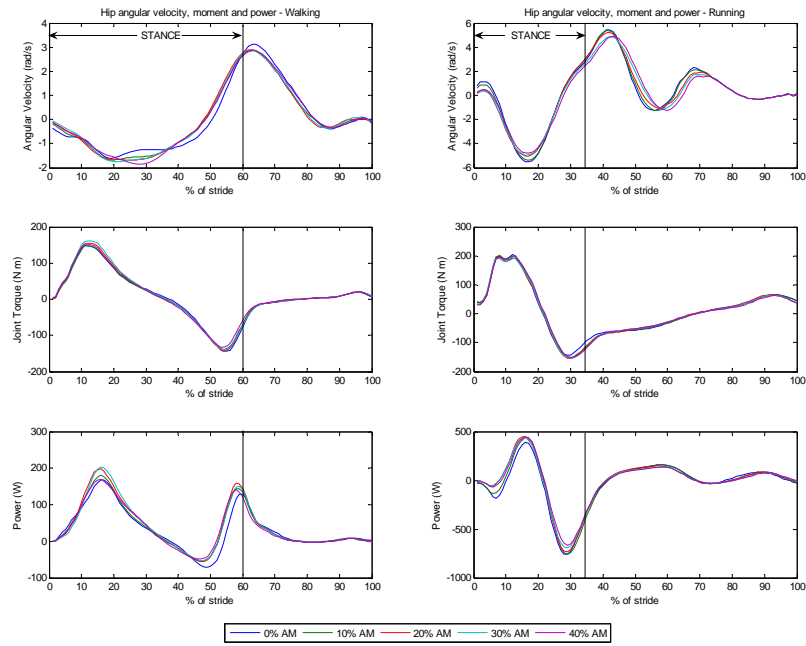 Hip angular velocity, moment and power - Walking
STANCE
Angular Velocity (rad/s)
4
3
2
1
0
-1
-2
0 10 20 30 40 50 60 70 80 90 100
% of stride
Hip angular velocity, moment and power - Running
STANCE
Angular Velocity (rad/s)
6
4
2
0
-2
-4
-6
0 10 20 30 40 50 60 70 80 90 100
% of stride
Joint Torque (N m)
200
100
0
-100
-200
0 10 20 30 40 50 60 70 80 90 100
% of stride
Joint Torque (N m)
300
200
100
0
-100
-200
0 10 20 30 40 50 60 70 80 90 100
% of stride
Power (W)
300
200
100
0
-100
0 10 20 30 40 50 60 70 80 90 100
% of stride
Power (W)
500
0
-500
-1000
0 10 20 30 40 50 60 70 80 90 100
% of stride
0% AM 10% AM 20% AM 30% AM 40% AM